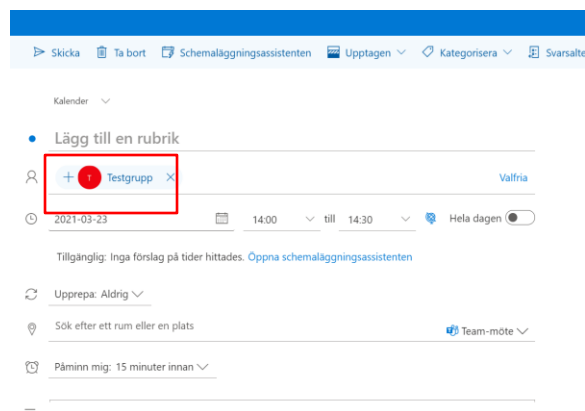 Skicka Ta bort Schemaläggningsassistenten Upptagen Kategorisera Svarsalte
Kalender
Lägg till en rubrik
T Testgrupp Valfria
2021-03-23 14:00 till 14:30 Hela dagen
Tillgänglig: Inga förslag på tider hittades. Öppna schemaläggningsassistenten
Upprepa: Aldrig
Sök efter ett rum eller en plats Team-möte
Påminn mig: 15 minuter innan